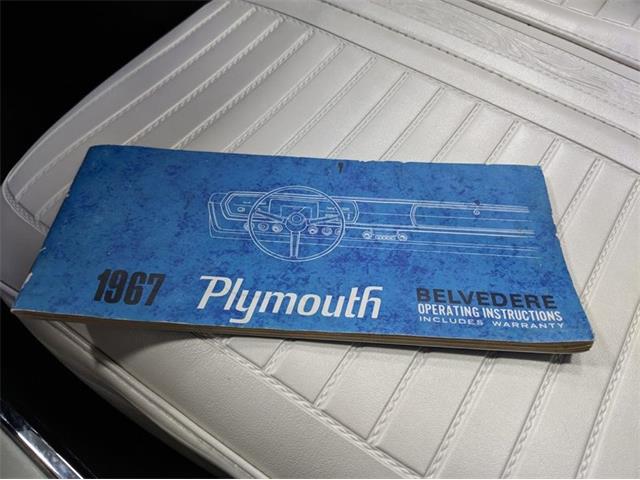 1967 Plymouth BELVEDERE
OPERATING INSTRUCTIONS
INCLUDES WARRANTY